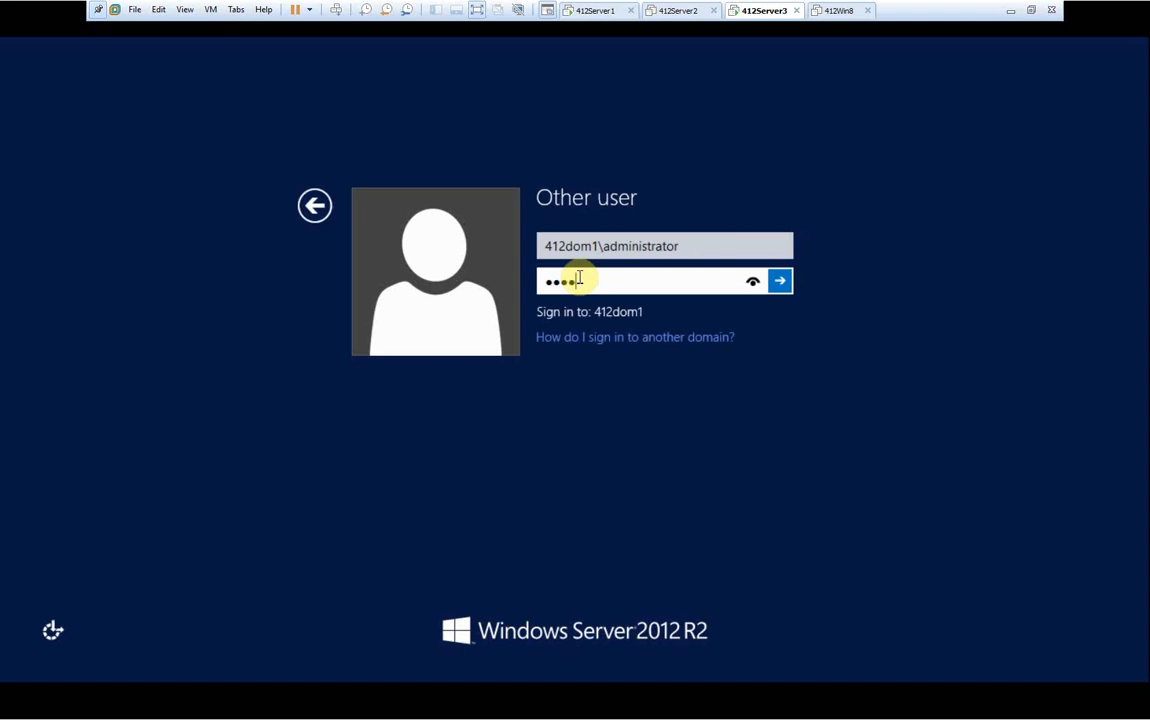 File Edit View VM Tabs Help 412Server1 412Server2 412Server3 412Win8
Other user
412dom1\administrator
Sign in to: 412dom1
How do I sign in to another domain?
Windows Server 2012 R2